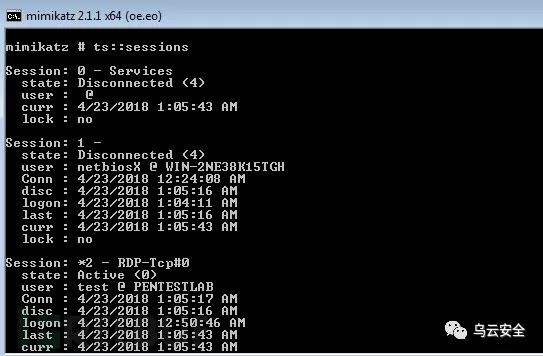 mimikatz 2.1.1 x64 (oe.eo)
mimikatz # ts::sessions
Session: 0 - Services
state: Disconnected (4)
user :  @
curr : 4/23/2018 1:05:43 AM
lock : no
Session: 1 -
state: Disconnected (4)
user : netbiosX @ WIN-2NE38K15TGH
Conn : 4/23/2018 12:24:08 AM
disc : 4/23/2018 1:05:16 AM
logon: 4/23/2018 1:04:11 AM
last : 4/23/2018 1:05:16 AM
curr : 4/23/2018 1:05:43 AM
lock : no
Session: *2 - RDP-Tcp#0
state: Active (0)
user : test @ PENTESTLAB
Conn : 4/23/2018 1:05:17 AM
disc : 4/23/2018 1:05:16 AM
logon: 4/23/2018 12:50:46 AM
last : 4/23/2018 1:05:43 AM
curr : 4/23/2018 1:05:43 AM
乌云安全